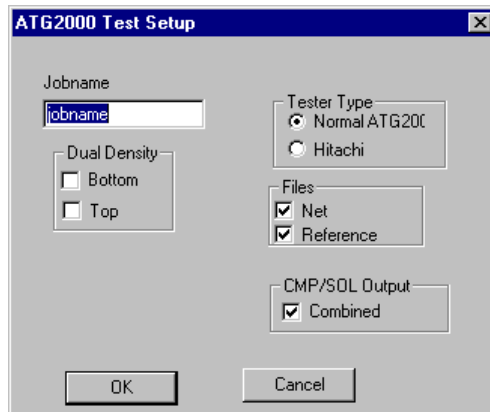 ATG2000 Test Setup
Jobname
jobname
Dual Density
Bottom
Top
Tester Type
Normal ATG200
Hitachi
Files
Net
Reference
CMP/SOL Output
Combined
OK
Cancel